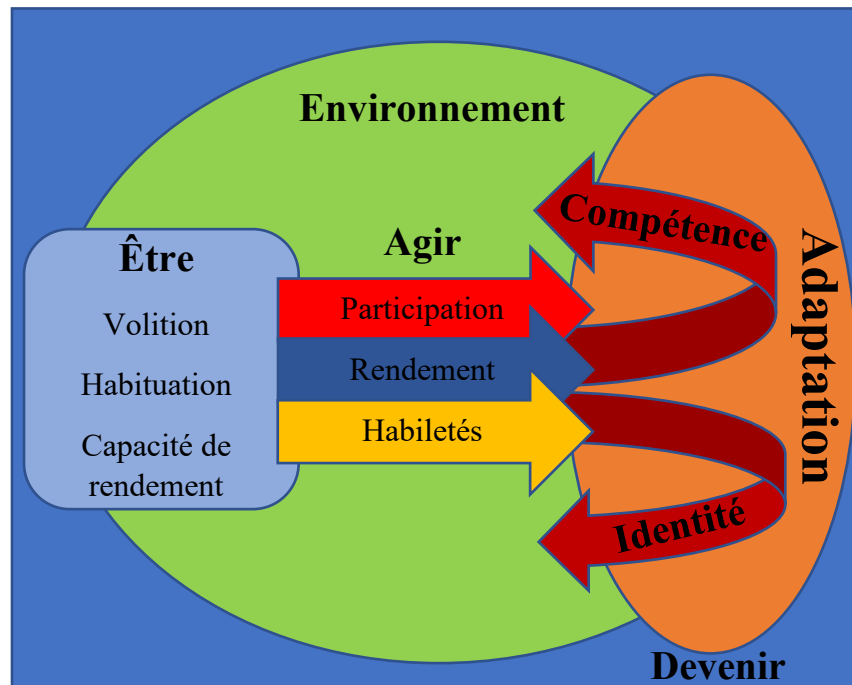 Environnement
Être
Volition
Habituation
Capacité de
rendement
Agir
Participation
Rendement
Habiletés
Compétence
Identité
Adaptation
Devenir